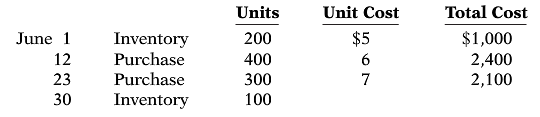 Units Unit Cost Total Cost
June 1 Inventory 200 $5 $1,000
12 Purchase 400 6 2,400
23 Purchase 300 7 2,100
30 Inventory 100